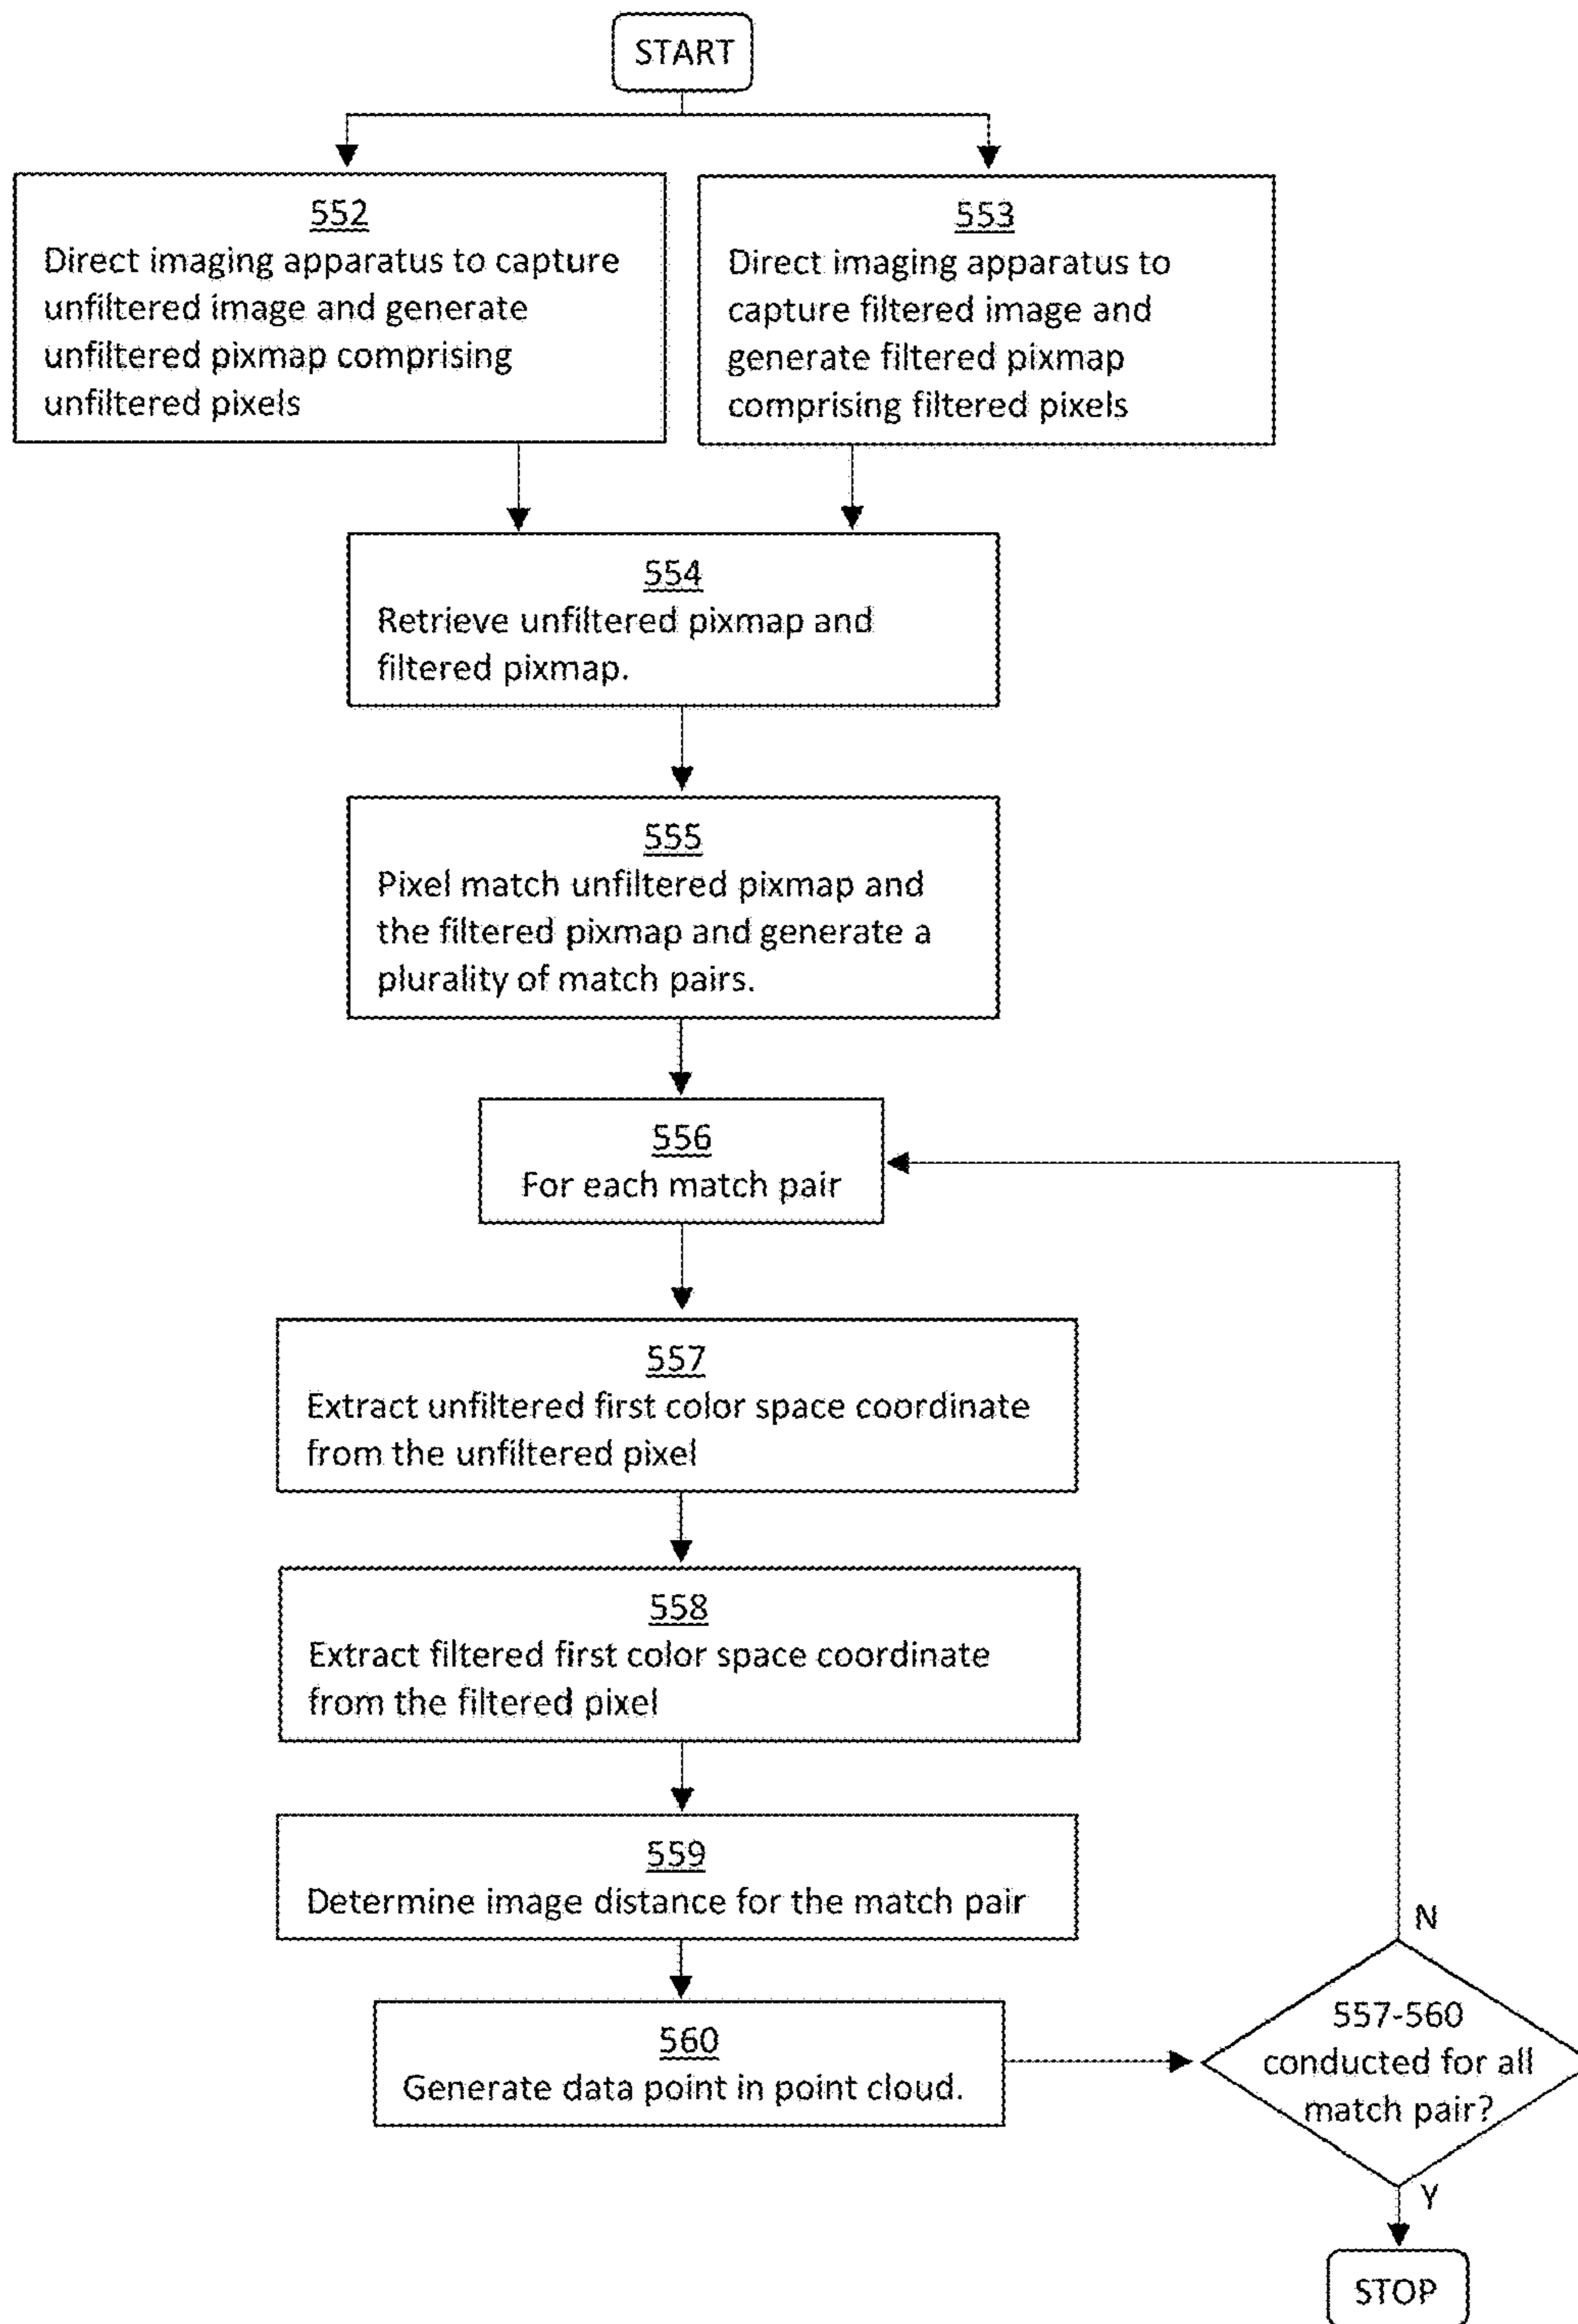 START
552
Direct imaging apparatus to capture
unfiltered image and generate
unfiltered pixmap comprising
unfiltered pixels
553
Direct imaging apparatus to
capture filtered image and
generate filtered pixmap
comprising filtered pixels
554
Retrieve unfiltered pixmap and
filtered pixmap.
555
Pixel match unfiltered pixmap and
the filtered pixmap and generate a
plurality of match pairs.
556
For each match pair
557
Extract unfiltered first color space coordinate
from the unfiltered pixel
558
Extract filtered first color space coordinate
from the filtered pixel
559
Determine image distance for the match pair
560
Generate data point in point cloud.
N
557-560
conducted for all
match pair?
Y
STOP